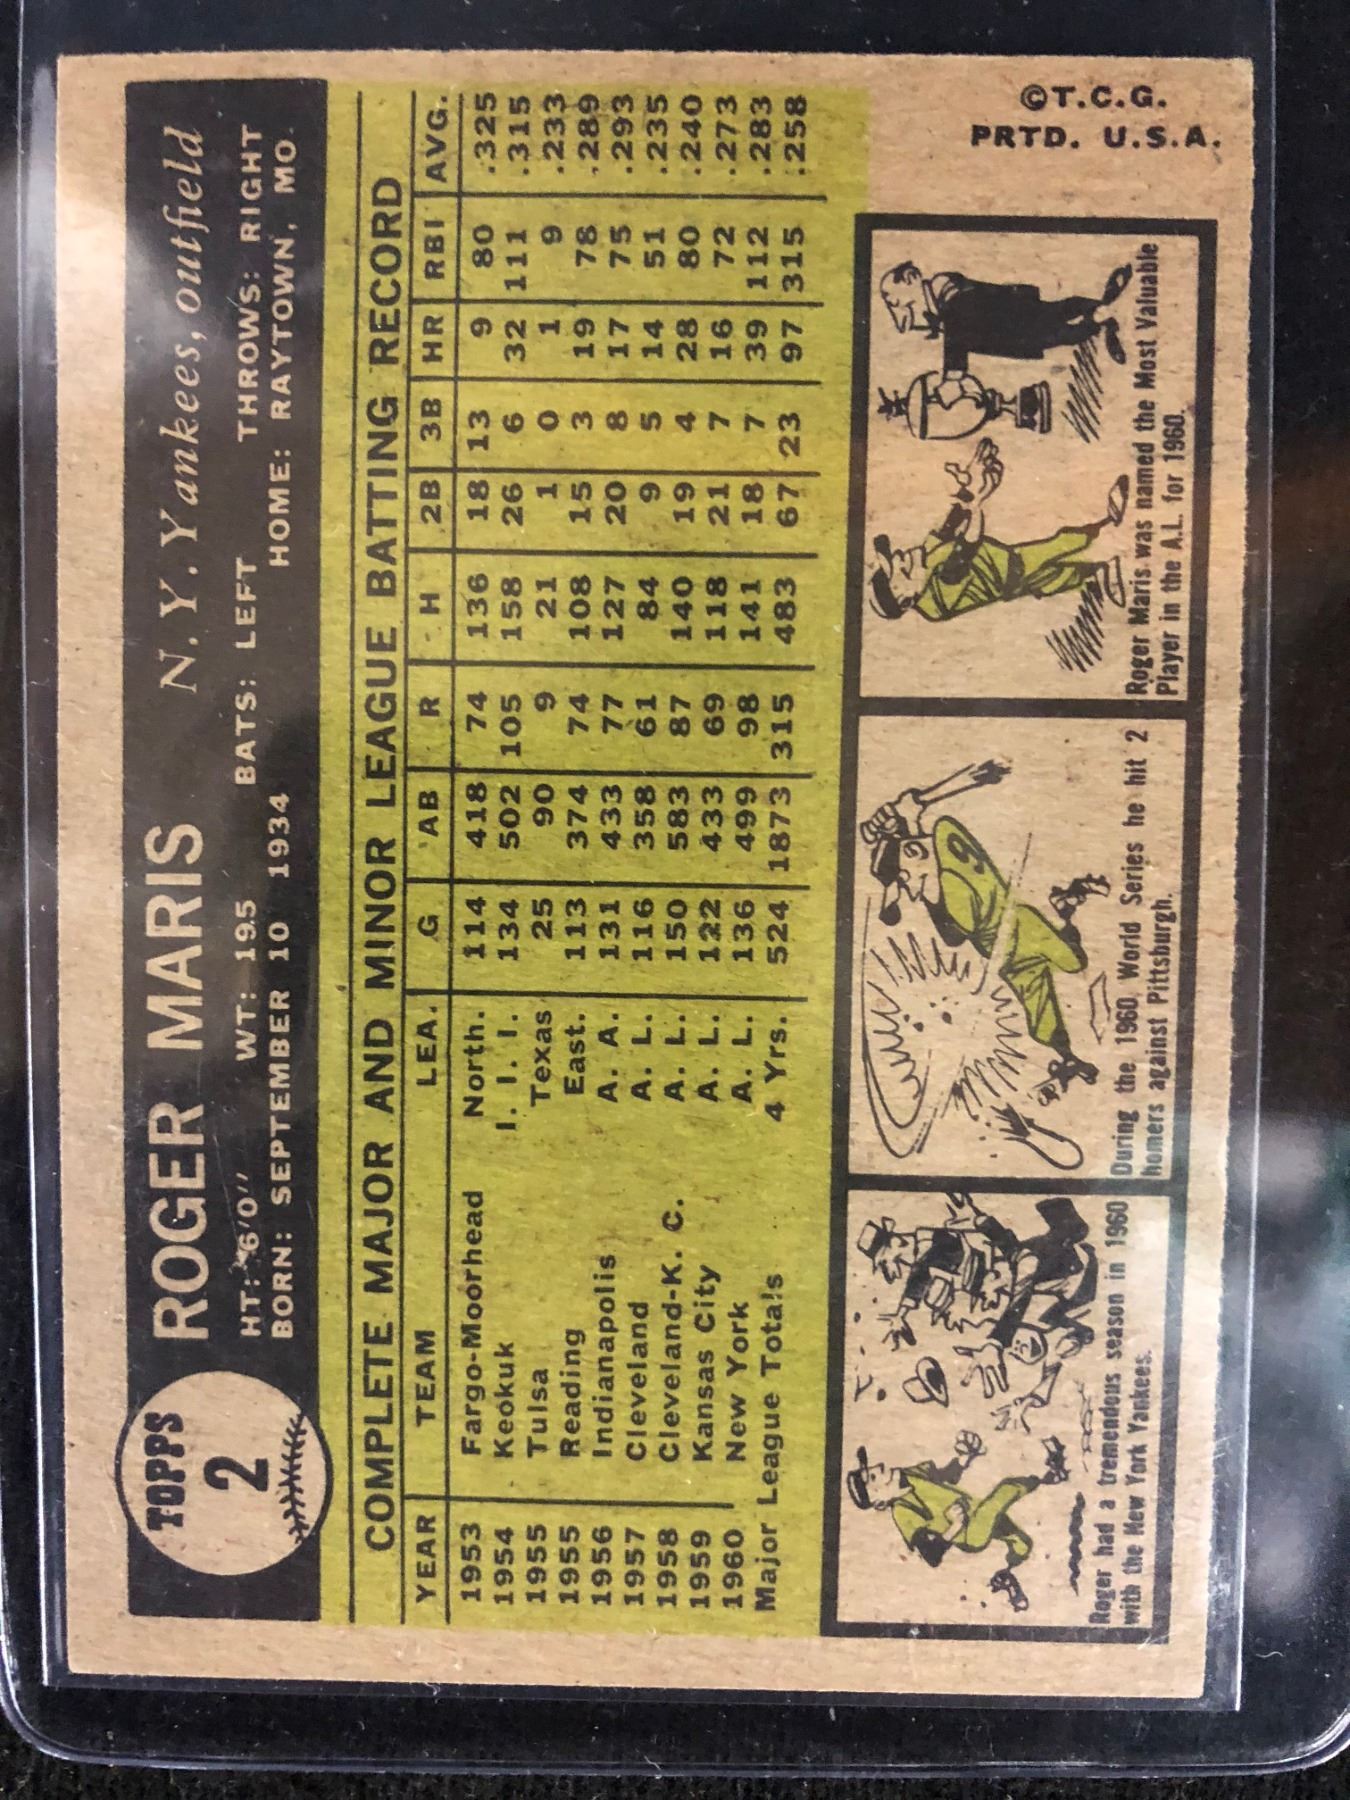 TOPPS
2
ROGER MARIS N.Y. Yankees, outfield
HT: 6'0" WT: 195 BATS: LEFT THROWS: RIGHT
BORN: SEPTEMBER 10 1934 HOME: RAYTOWN, MO.
COMPLETE MAJOR AND MINOR LEAGUE BATTING RECORD
YEAR TEAM LEA. G AB R H 2B 3B HR RBI AVG.
1953 Fargo-Moorhead North. 114 418 74 136 18 13 9 80 .325
1954 Keokuk I. I. I. 134 502 105 158 26 6 32 111 .315
1955 Tulsa Texas 25 90 9 21 1 0 1 9 .233
1955 Reading East. 113 374 74 108 15 3 19 78 .289
1956 Indianapolis A. A. 131 433 77 127 20 8 17 75 .293
1957 Cleveland A. L. 116 358 61 84 9 5 14 51 .235
1958 Cleveland-K. C. A. L. 150 583 87 140 19 4 28 80 .240
1959 Kansas City A. L. 122 433 69 118 21 7 16 72 .273
1960 New York A. L. 136 499 98 141 18 7 39 112 .283
Major League Totals 4 Yrs. 524 1873 315 483 67 23 97 315 .258
Roger had a tremendous season in 1960
with the New York Yankees.
9
During the 1960 World Series he hit 2
homers against Pittsburgh.
Roger Maris was named the Most Valuable
Player in the A.L. for 1960.
©T.C.G.
PRTD. U.S.A.